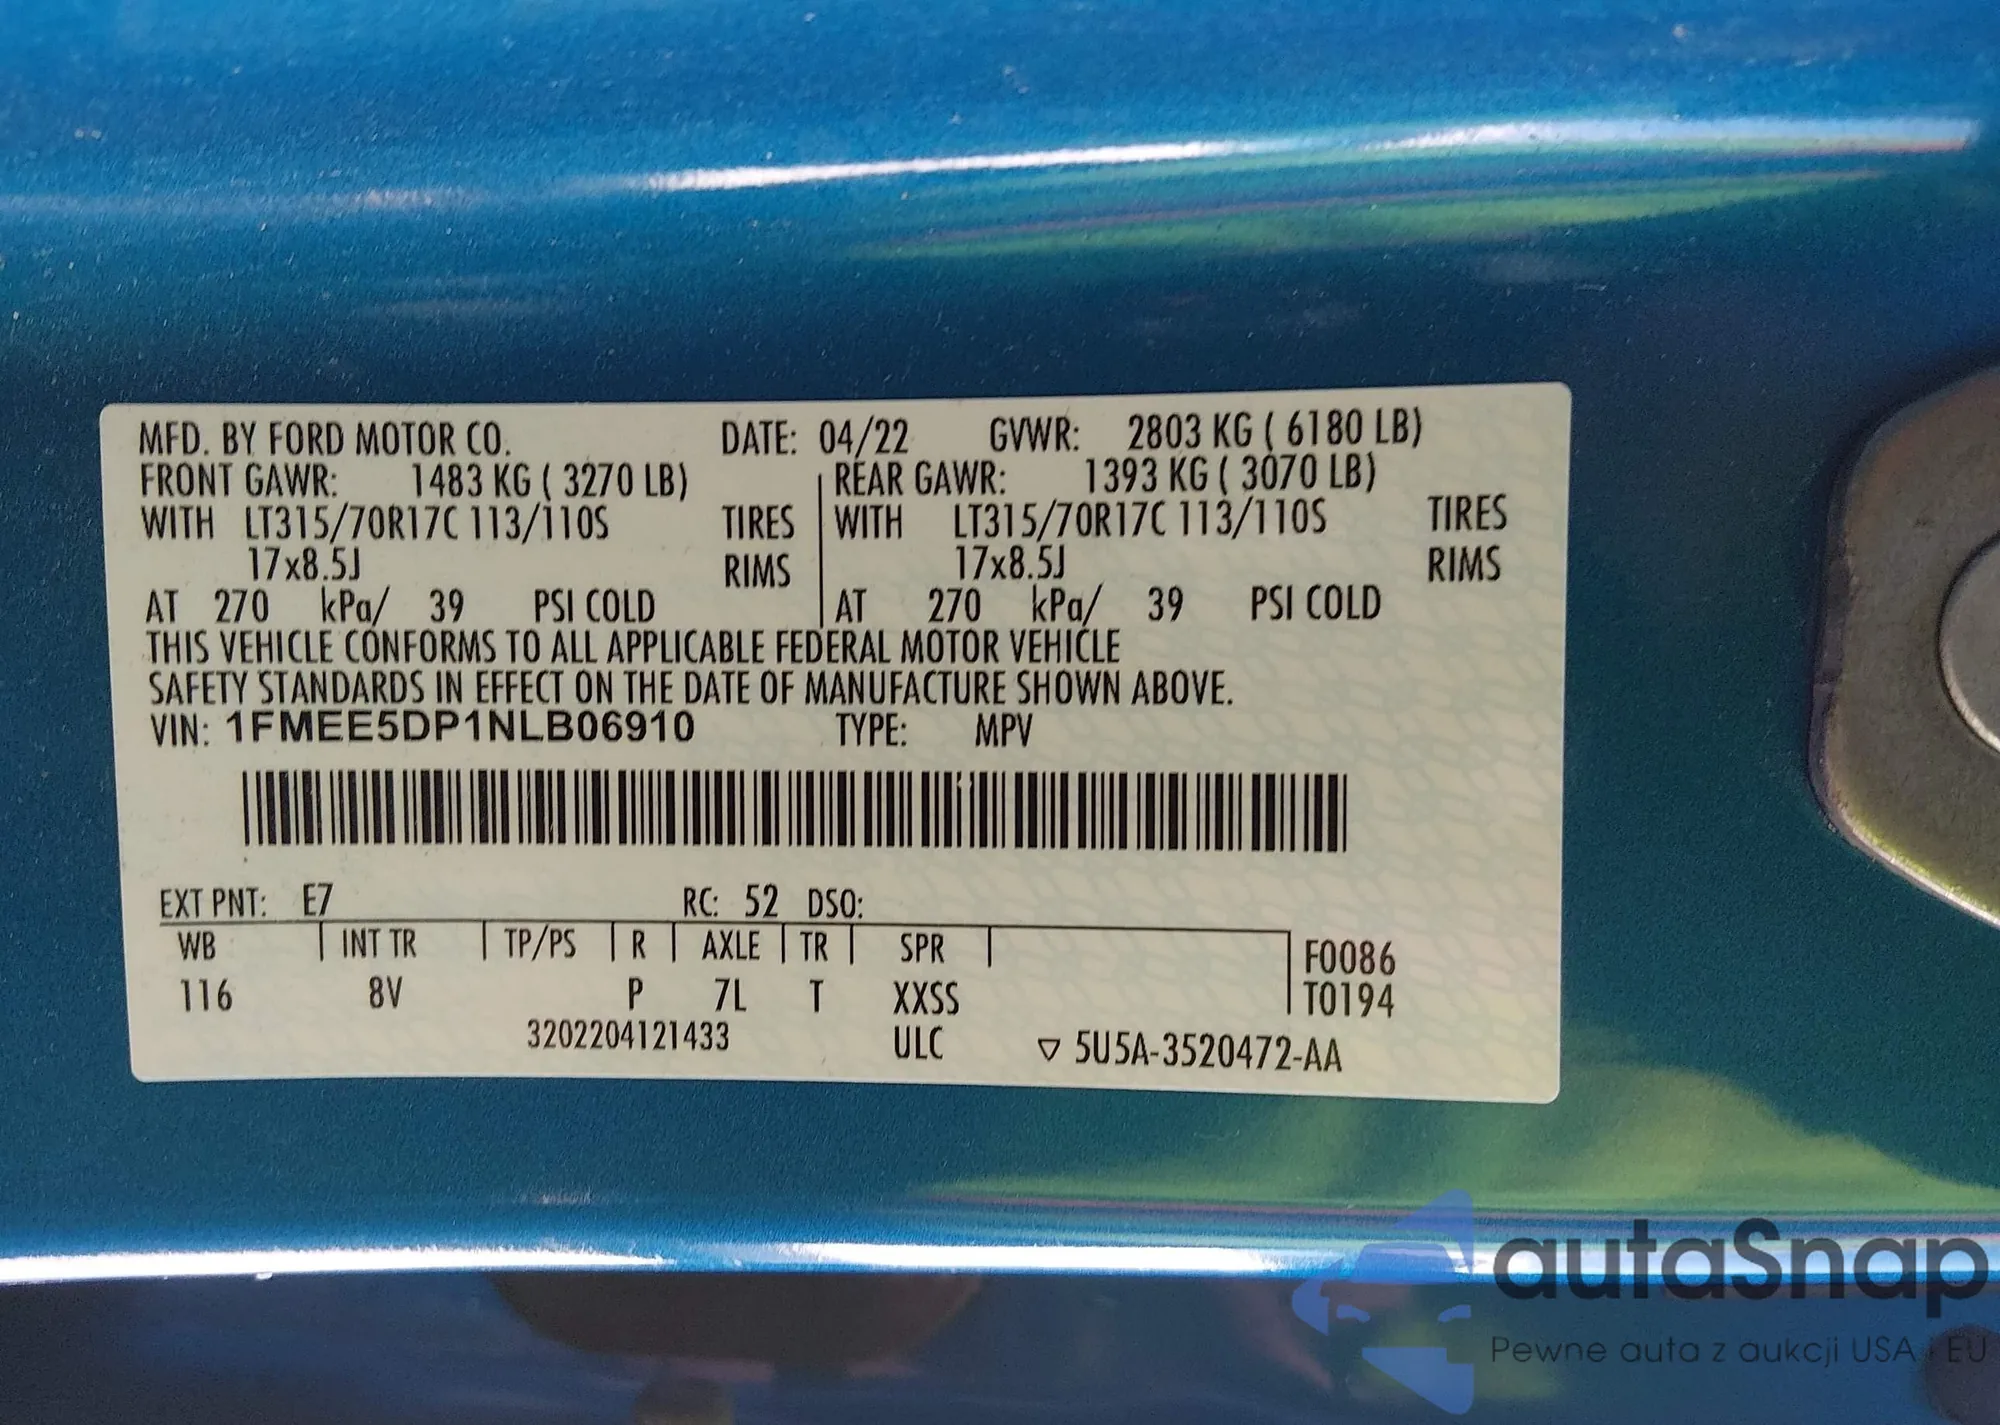 MFD. BY FORD MOTOR CO. DATE: 04/22 GVWR: 2803 KG ( 6180 LB)
FRONT GAWR: 1483 KG ( 3270 LB) REAR GAWR: 1393 KG ( 3070 LB)
WITH LT315/70R17C 113/110S TIRES WITH LT315/70R17C 113/110S TIRES
17x8.5J RIMS 17x8.5J RIMS
AT 270 kPa/ 39 PSI COLD AT 270 kPa/ 39 PSI COLD
THIS VEHICLE CONFORMS TO ALL APPLICABLE FEDERAL MOTOR VEHICLE
SAFETY STANDARDS IN EFFECT ON THE DATE OF MANUFACTURE SHOWN ABOVE.
VIN: 1FMEE5DP1NLB06910 TYPE: MPV
EXT PNT: E7 RC: 52 DSO:
WB INT TR TP/PS R AXLE TR SPR F0086
116 8V P 7L T XXSS T0194
3202204121433 ULC ▽ 5U5A-3520472-AA
autaSnap
Pewne auta z aukcji USA i EU